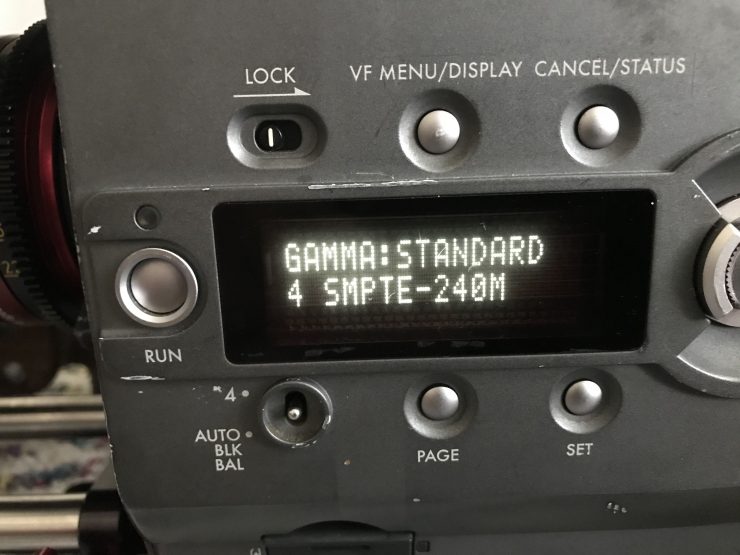 LOCK
VF MENU/DISPLAY
CANCEL/STATUS
GAMMA:STANDARD
4 SMPTE-240M
RUN
4
AUTO
BLK
BAL
PAGE
SET